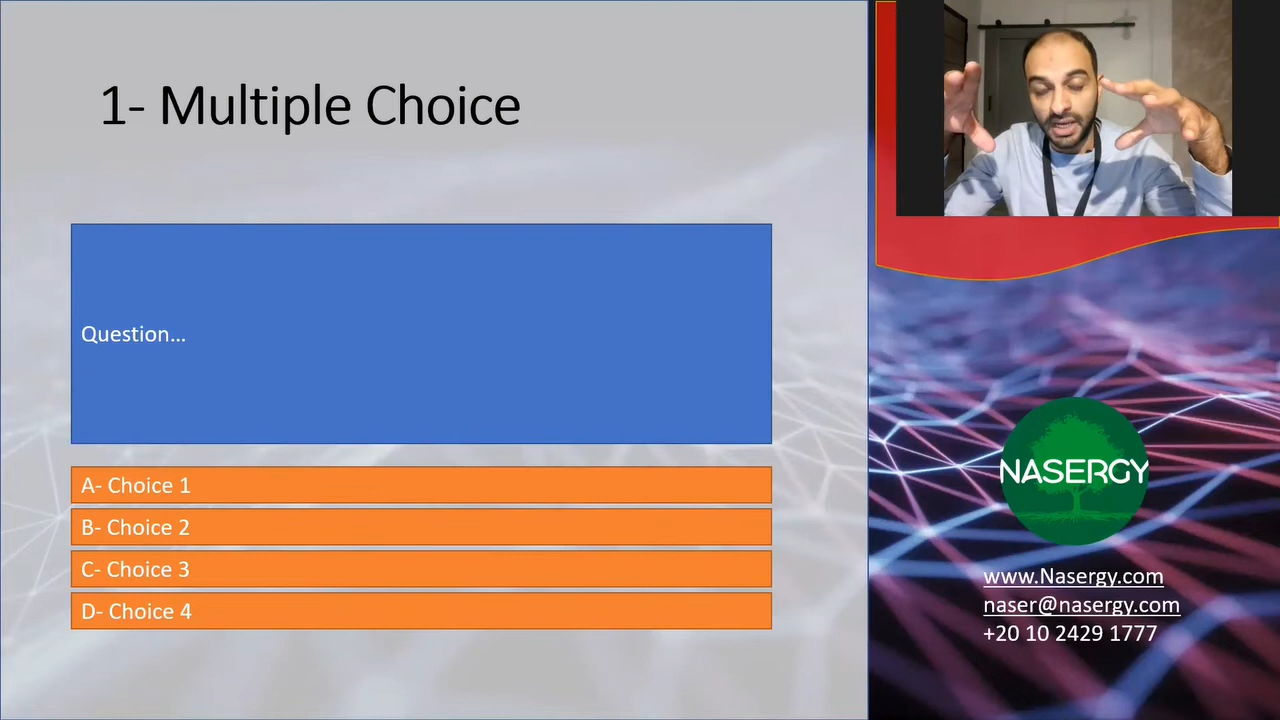 1- Multiple Choice
Question...
A- Choice 1
B- Choice 2
C- Choice 3
D- Choice 4
NASERGY
www.Nasergy.com
naser@nasergy.com
+20 10 2429 1777